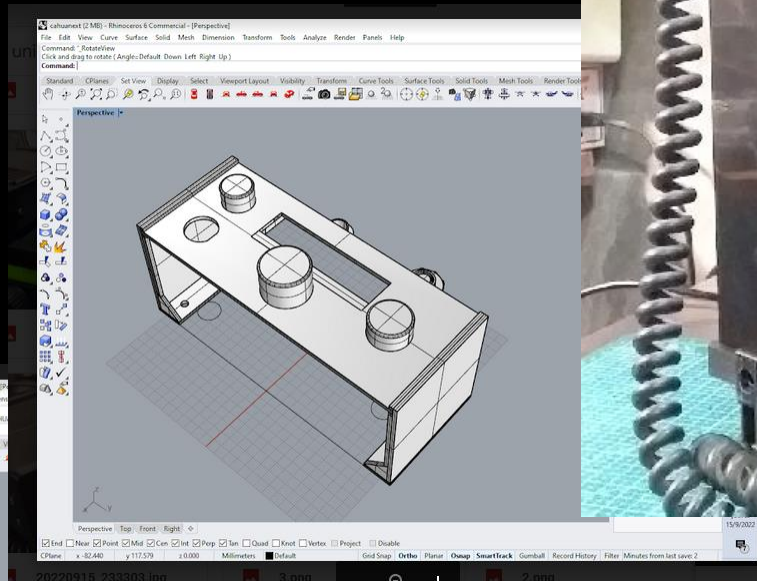 cahuanext (2 MB) - Rhinoceros 6 Commercial - [Perspective]
File Edit View Curve Surface Solid Mesh Dimension Transform Tools Analyze Render Panels Help
Command: '_RotateView
Click and drag to rotate ( Angle=Default Down Left Right Up )
Command:
Standard CPlanes Set View Display Select Viewport Layout Visibility Transform Curve Tools Surface Tools Solid Tools Mesh Tools Render Tools
Perspective
Perspective Top Front Right
End Near Point Mid Cen Int Perp Tan Quad Knot Vertex Project Disable
CPlane x -82.440 y 117.579 z 0.000 Millimeters Default Grid Snap Ortho Planar Osnap SmartTrack Gumball Record History Filter Minutes from last save: 2
15/9/2022
20220915_233303.jpg 3.png 2.png